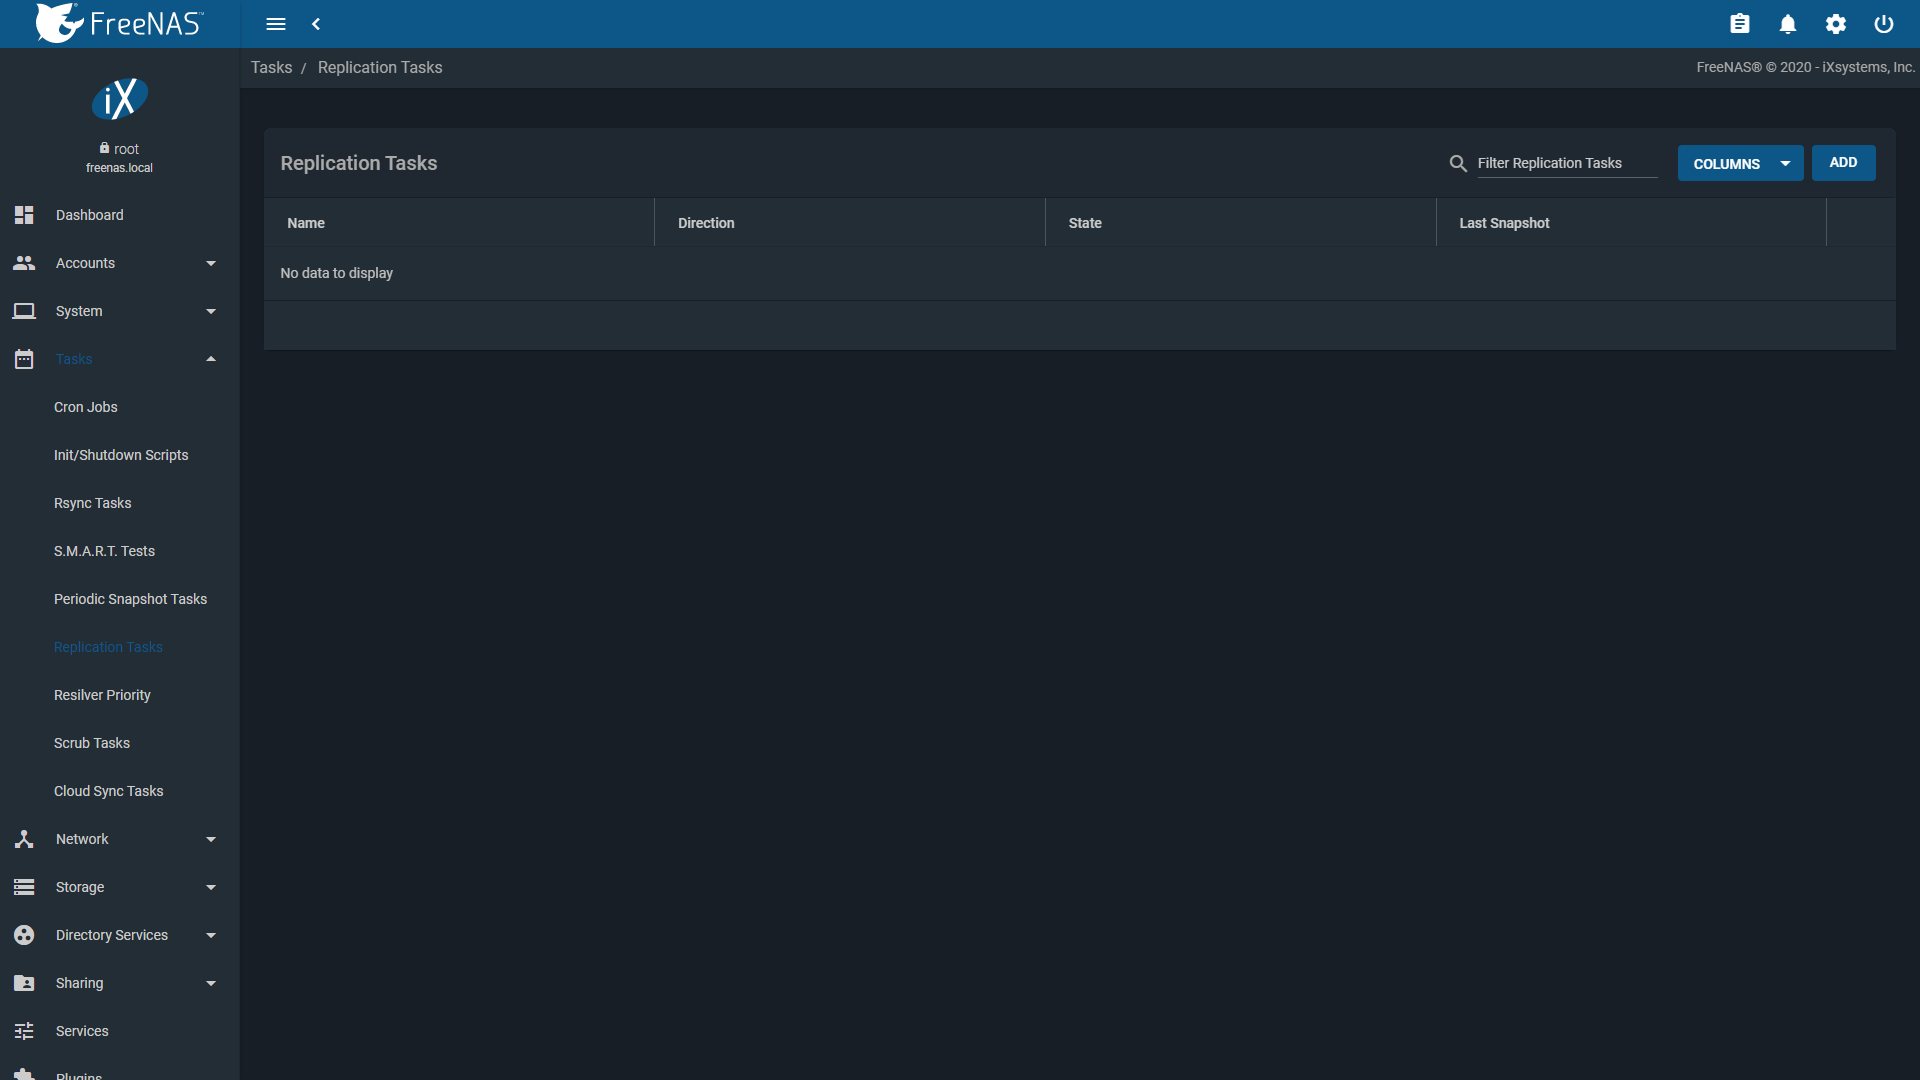 FreeNAS™
Tasks / Replication Tasks
FreeNAS® © 2020 - iXsystems, Inc.
iX
root
freenas.local
Dashboard
Accounts
System
Tasks
Cron Jobs
Init/Shutdown Scripts
Rsync Tasks
S.M.A.R.T. Tests
Periodic Snapshot Tasks
Replication Tasks
Resilver Priority
Scrub Tasks
Cloud Sync Tasks
Network
Storage
Directory Services
Sharing
Services
Plugins
Replication Tasks
Filter Replication Tasks
COLUMNS
ADD
Name Direction State Last Snapshot
No data to display